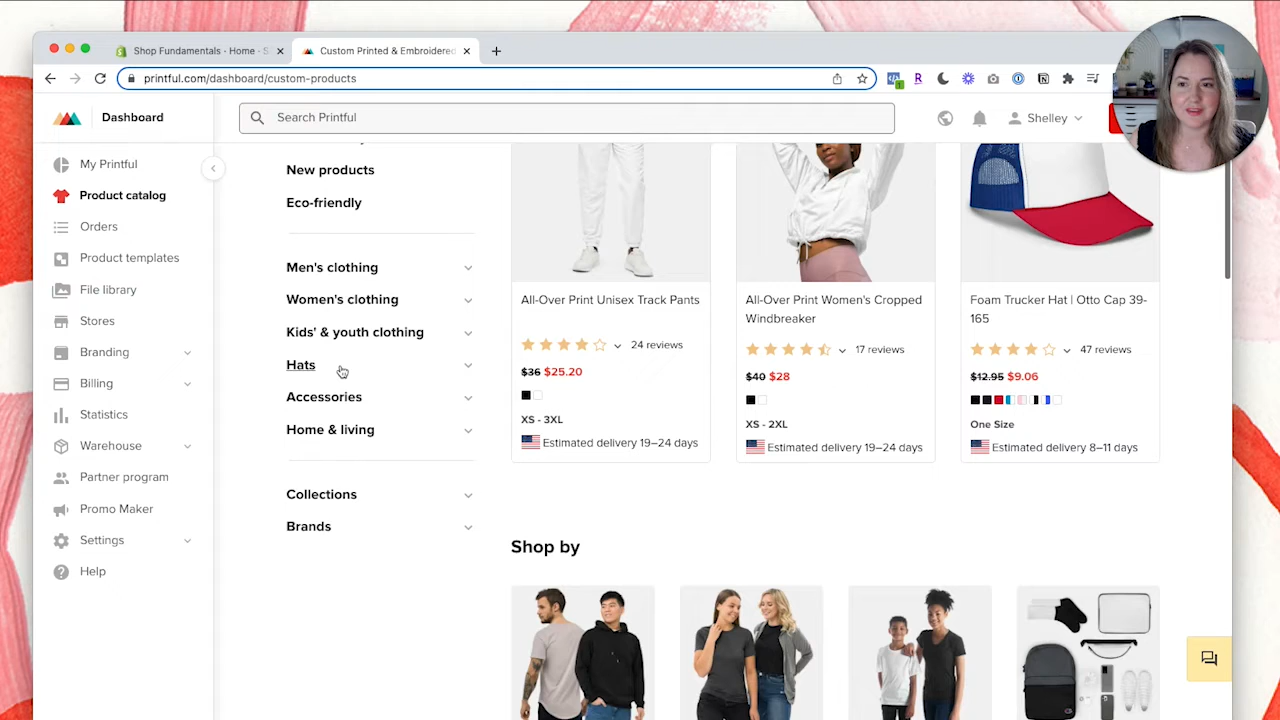 Shop Fundamentals · Home · S
Custom Printed & Embroidered
printful.com/dashboard/custom-products
Dashboard
Search Printful
Shelley
My Printful
Product catalog
Orders
Product templates
File library
Stores
Branding
Billing
Statistics
Warehouse
Partner program
Promo Maker
Settings
Help
New products
Eco-friendly
Men's clothing
Women's clothing
Kids' & youth clothing
Hats
Accessories
Home & living
Collections
Brands
All-Over Print Unisex Track Pants
24 reviews
$36 $25.20
XS - 3XL
Estimated delivery 19–24 days
All-Over Print Women's Cropped
Windbreaker
17 reviews
$40 $28
XS - 2XL
Estimated delivery 19–24 days
Foam Trucker Hat | Otto Cap 39-
165
47 reviews
$12.95 $9.06
One Size
Estimated delivery 8–11 days
Shop by